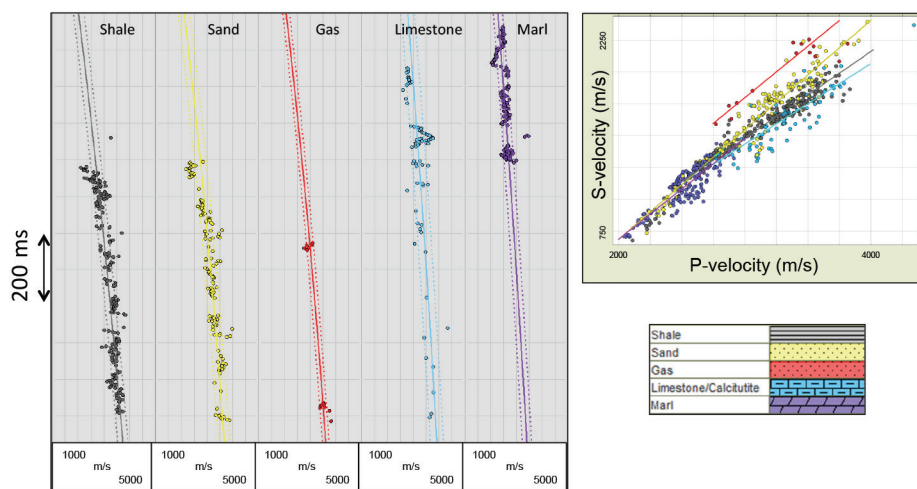 Shale Sand Gas Limestone Marl
200 ms
1000 1000 1000 1000 1000
m/s m/s m/s m/s m/s
5000 5000 5000 5000 5000
2250
S-velocity (m/s)
750
2000 4000
P-velocity (m/s)
Shale
Sand
Gas
Limestone/Calcitutite
Marl